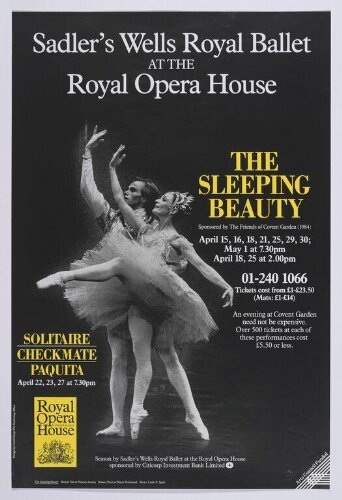 Sadler's Wells Royal Ballet
AT THE
Royal Opera House
THE
SLEEPING
BEAUTY
Sponsored by The Friends of Covent Garden (1984)
April 15, 16, 18, 21, 25, 29, 30;
May 1 at 7.30pm
April 18, 25 at 2.00pm
01-240 1066
Tickets cost from £1-£23.50
(Mats: £1-£14)
An evening at Covent Garden
need not be expensive.
Over 500 tickets at each of
these performances cost
£5.50 or less.
SOLITAIRE
CHECKMATE
PAQUITA
April 22, 23, 27 at 7.30pm
Royal
Opera
House
Season by Sadler's Wells Royal Ballet at the Royal Opera House
sponsored by Citicorp Investment Bank Limited